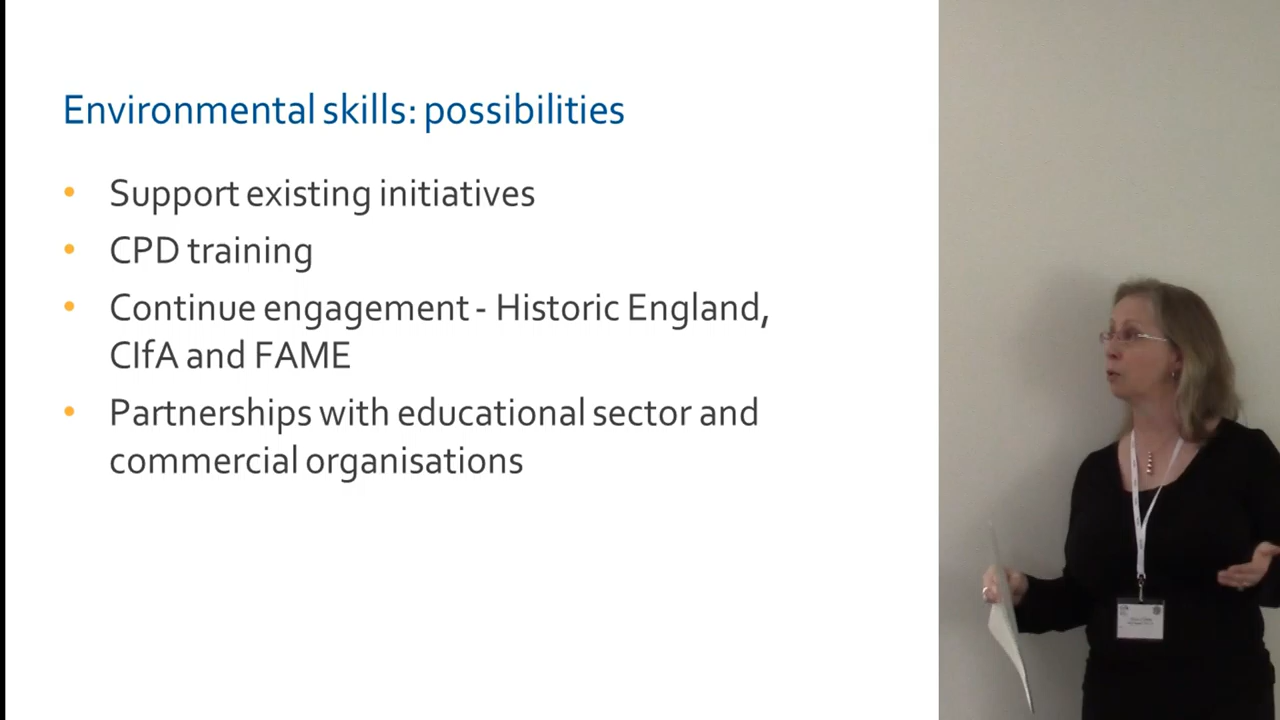 Environmental skills: possibilities
• Support existing initiatives
• CPD training
• Continue engagement - Historic England,
CIfA and FAME
• Partnerships with educational sector and
commercial organisations